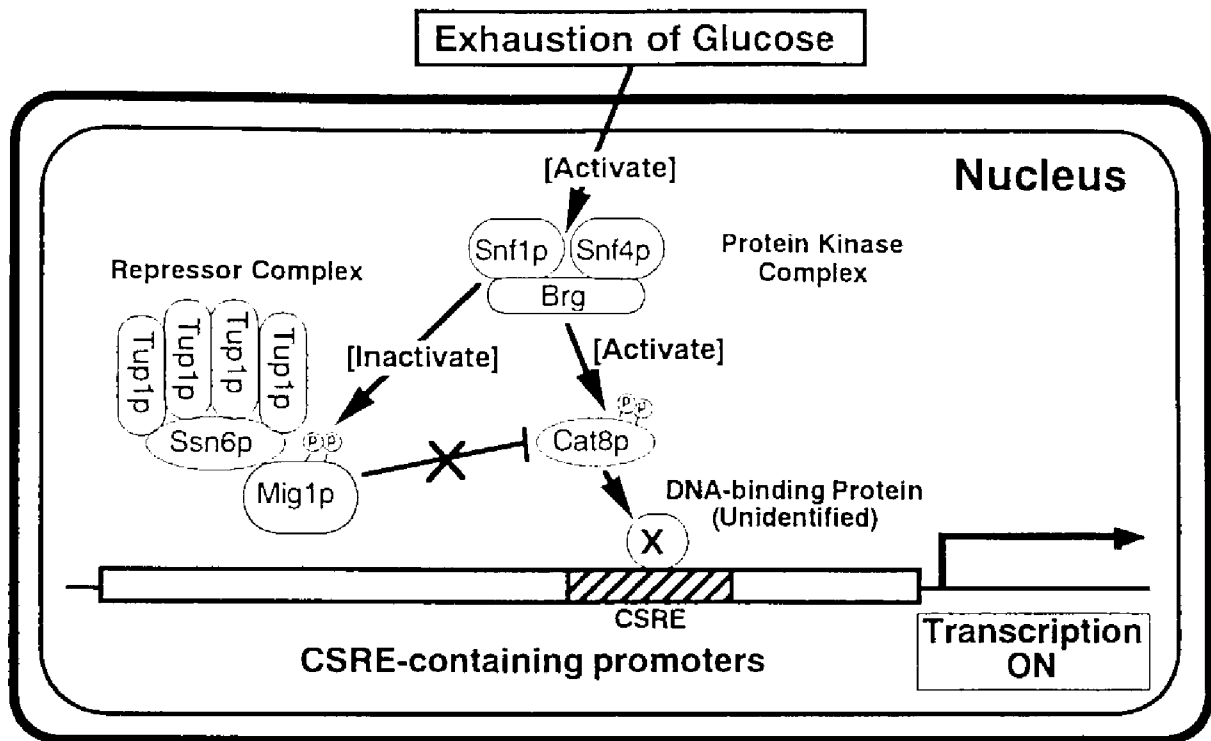 Exhaustion of Glucose
[Activate]
Nucleus
Snf1p
Snf4p
Brg
Protein Kinase
Complex
Repressor Complex
Tup1p
Tup1p
Tup1p
Tup1p
[Inactivate]
[Activate]
Ssn6p
P P
P P
Cat8p
Mig1p
DNA-binding Protein
(Unidentified)
X
CSRE
CSRE-containing promoters
Transcription
ON